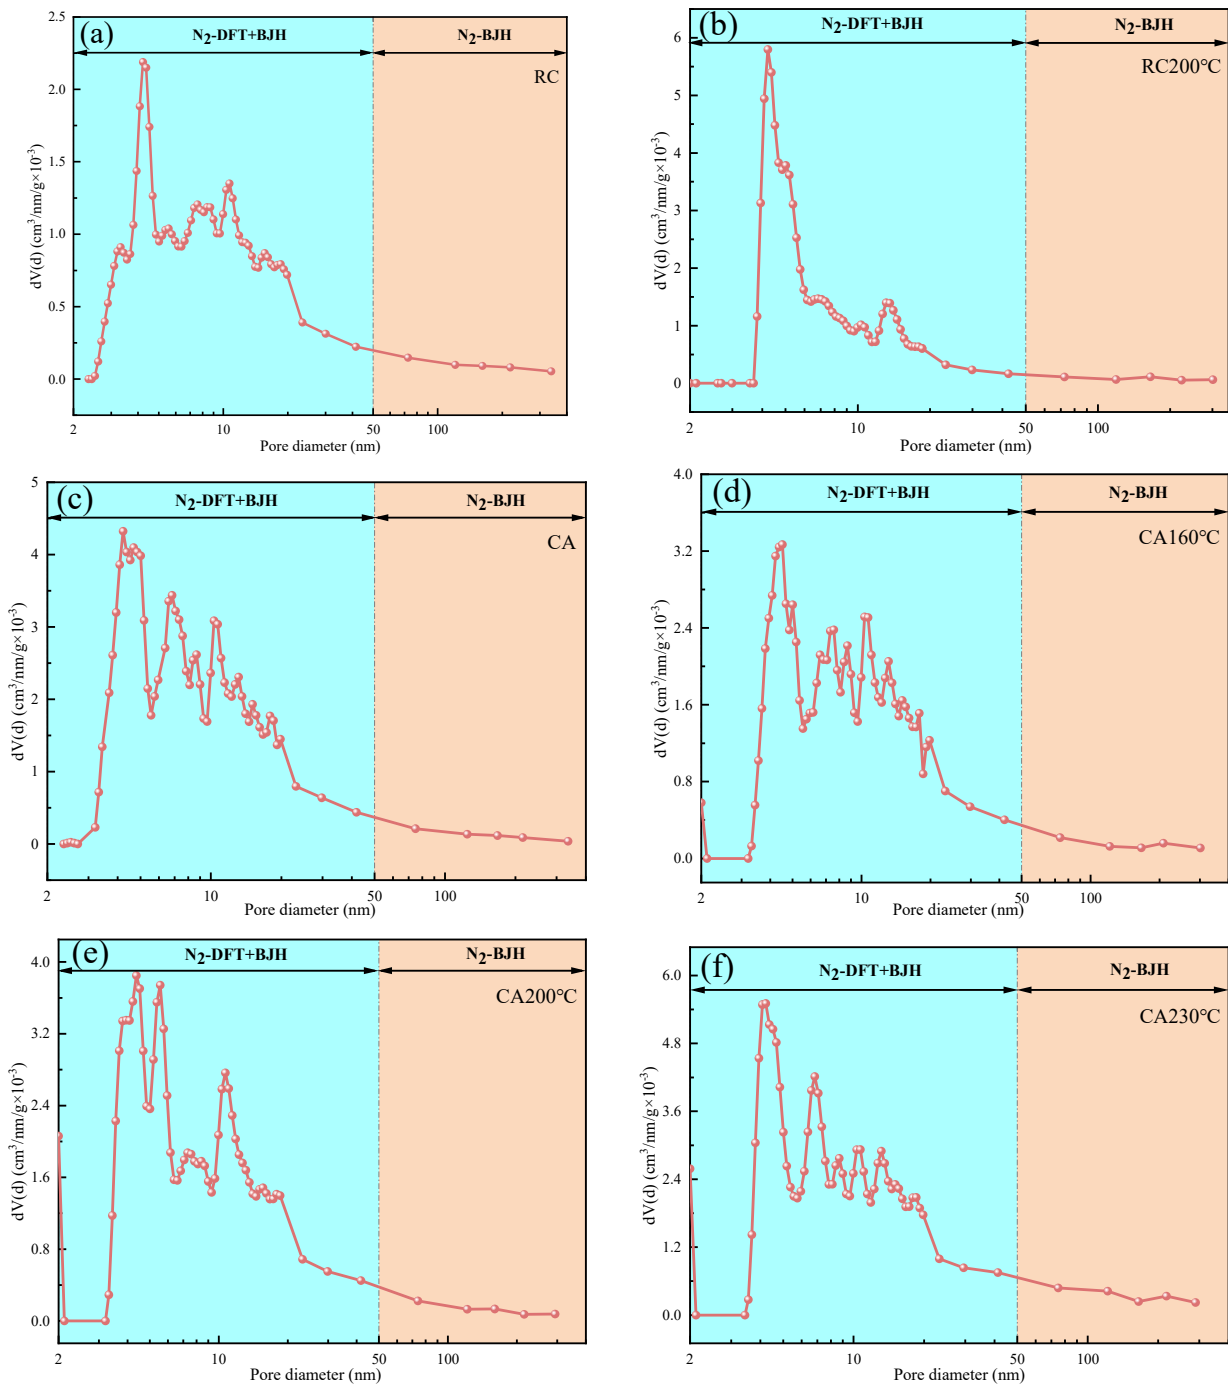 (a)
N2-DFT+BJH
N2-BJH
RC
dV(d) (cm³/nm/g×10⁻³)
2.5
2.0
1.5
1.0
0.5
0.0
2
10
50
100
Pore diameter (nm)
(b)
N2-DFT+BJH
N2-BJH
RC200℃
dV(d) (cm³/nm/g×10⁻³)
6
5
4
3
2
1
0
2
10
50
100
Pore diameter (nm)
(c)
N2-DFT+BJH
N2-BJH
CA
dV(d) (cm³/nm/g×10⁻³)
5
4
3
2
1
0
2
10
50
100
Pore diameter (nm)
(d)
N2-DFT+BJH
N2-BJH
CA160℃
dV(d) (cm³/nm/g×10⁻³)
4.0
3.2
2.4
1.6
0.8
0.0
2
10
50
100
Pore diameter (nm)
(e)
N2-DFT+BJH
N2-BJH
CA200℃
dV(d) (cm³/nm/g×10⁻³)
4.0
3.2
2.4
1.6
0.8
0.0
2
10
50
100
Pore diameter (nm)
(f)
N2-DFT+BJH
N2-BJH
CA230℃
dV(d) (cm³/nm/g×10⁻³)
6.0
4.8
3.6
2.4
1.2
0.0
2
10
50
100
Pore diameter (nm)